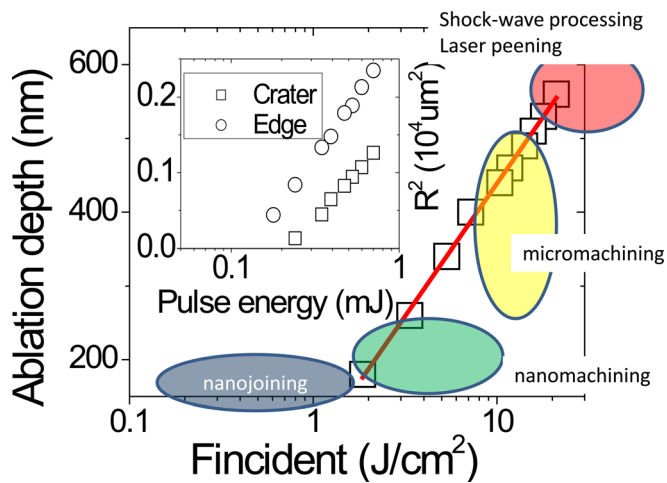 Shock-wave processing
Laser peening
600
400
200
Ablation depth (nm)
0.2
0.1
0.0
Crater
Edge
R² (10⁴um²)
0.1
1
Pulse energy (mJ)
micromachining
nanomachining
nanojoining
0.1
1
10
Fincident (J/cm²)